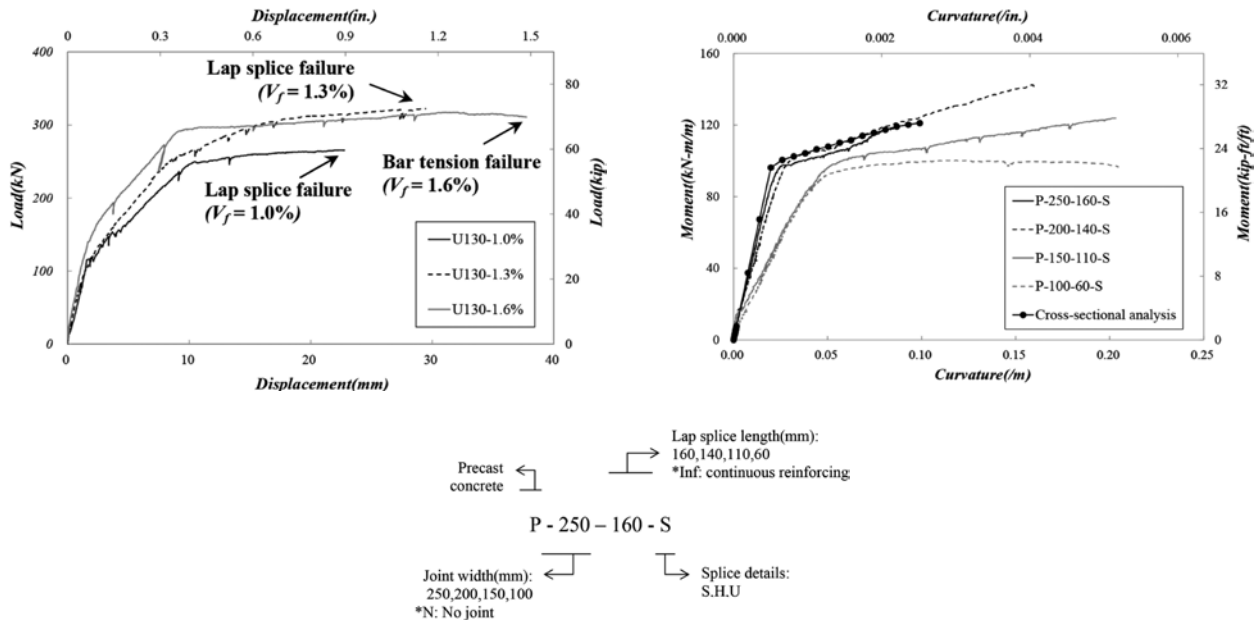 Displacement(in.)
0 0.3 0.6 0.9 1.2 1.5
400
300
200
100
0
Load(kN)
80
60
40
20
0
Load(kip)
Lap splice failure
(Vf = 1.3%)
Bar tension failure
(Vf = 1.6%)
Lap splice failure
(Vf = 1.0%)
U130-1.0%
U130-1.3%
U130-1.6%
0 10 20 30 40
Displacement(mm)
Curvature(/in.)
0.000 0.002 0.004 0.006
160
120
80
40
0
Moment(kN-m/m)
32
24
16
8
0
Moment(kip-ft/ft)
P-250-160-S
P-200-140-S
P-150-110-S
P-100-60-S
Cross-sectional analysis
0.00 0.05 0.10 0.15 0.20 0.25
Curvature(/m)
Lap splice length(mm):
160,140,110,60
*Inf: continuous reinforcing
Precast
concrete
P - 250 – 160 - S
Joint width(mm):
250,200,150,100
*N: No joint
Splice details:
S.H.U